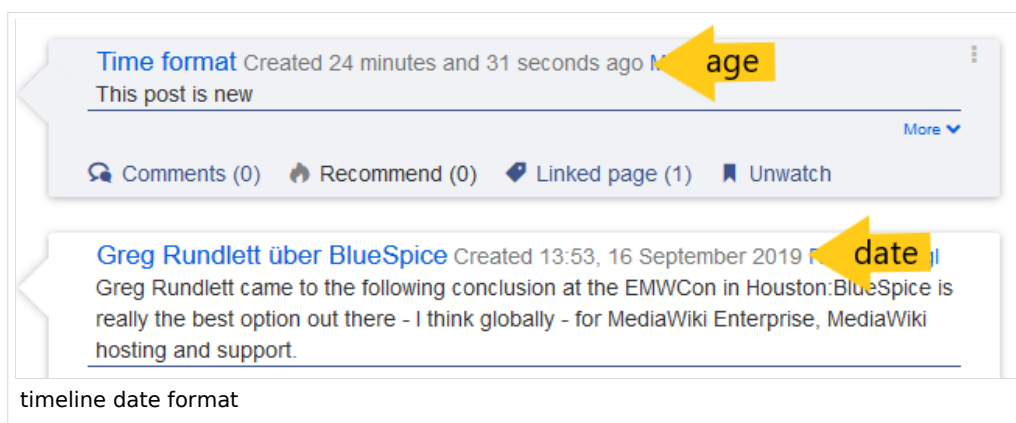 Time format Created 24 minutes and 31 seconds ago age
This post is new
More
Comments (0) Recommend (0) Linked page (1) Unwatch
Greg Rundlett über BlueSpice Created 13:53, 16 September 2019 date
Greg Rundlett came to the following conclusion at the EMWCon in Houston:BlueSpice is
really the best option out there - I think globally - for MediaWiki Enterprise, MediaWiki
hosting and support.
timeline date format